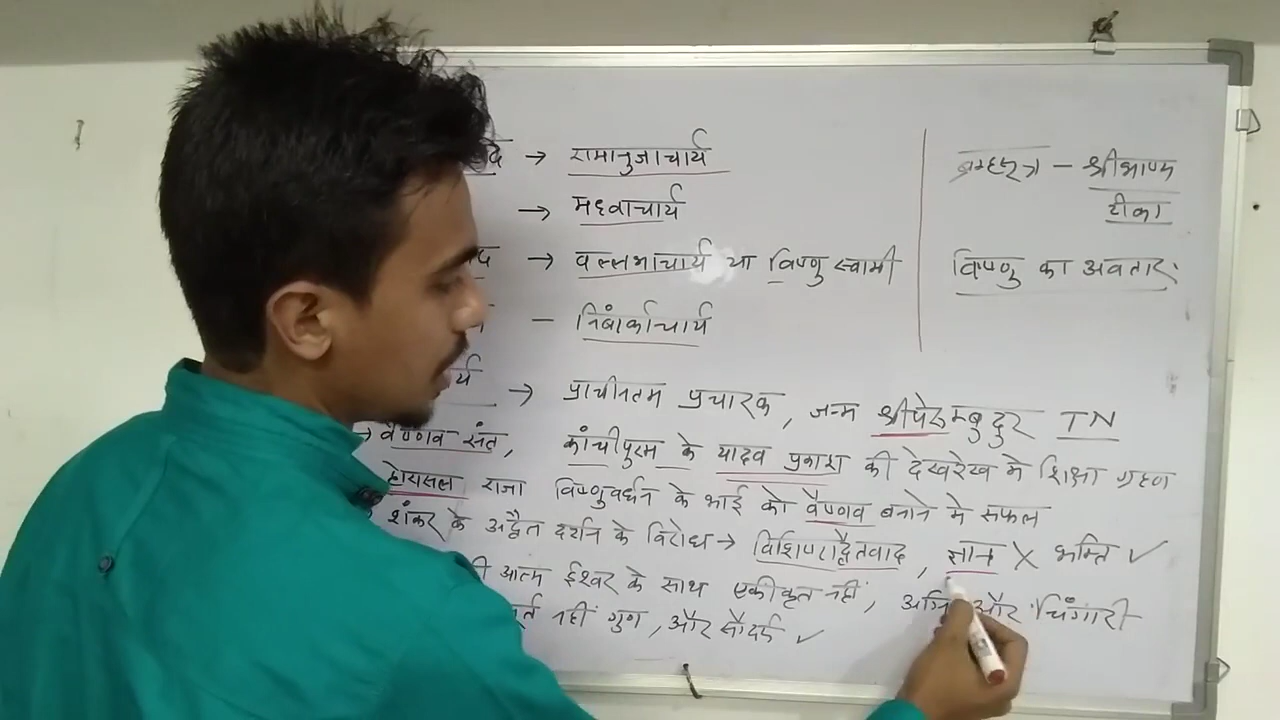 → रामानुजाचार्य
→ मध्वाचार्य
→ वल्लभाचार्य या विष्णु स्वामी
– निंबार्काचार्य
ब्रम्हसूत्र – श्रीभाष्य
टीका
विष्णु का अवतार
र्य → प्राचीनतम प्रचारक, जन्म श्रीपेरुम्बुदुर TN
→ वैष्णव संत, कांचीपुरम के यादव प्रकाश की देखरेख मे शिक्षा ग्रहण
होयसल राजा विष्णुवर्धन के भाई को वैष्णव बनाने मे सफल
शंकर के अद्वैत दर्शन के विरोध → विशिष्टाद्वैतवाद, ज्ञान X भक्ति ✓
आत्म ईश्वर के साथ एकीकृत नहीं, अग्नि और चिंगारी
र्त नहीं गुण, और सौंदर्य ✓